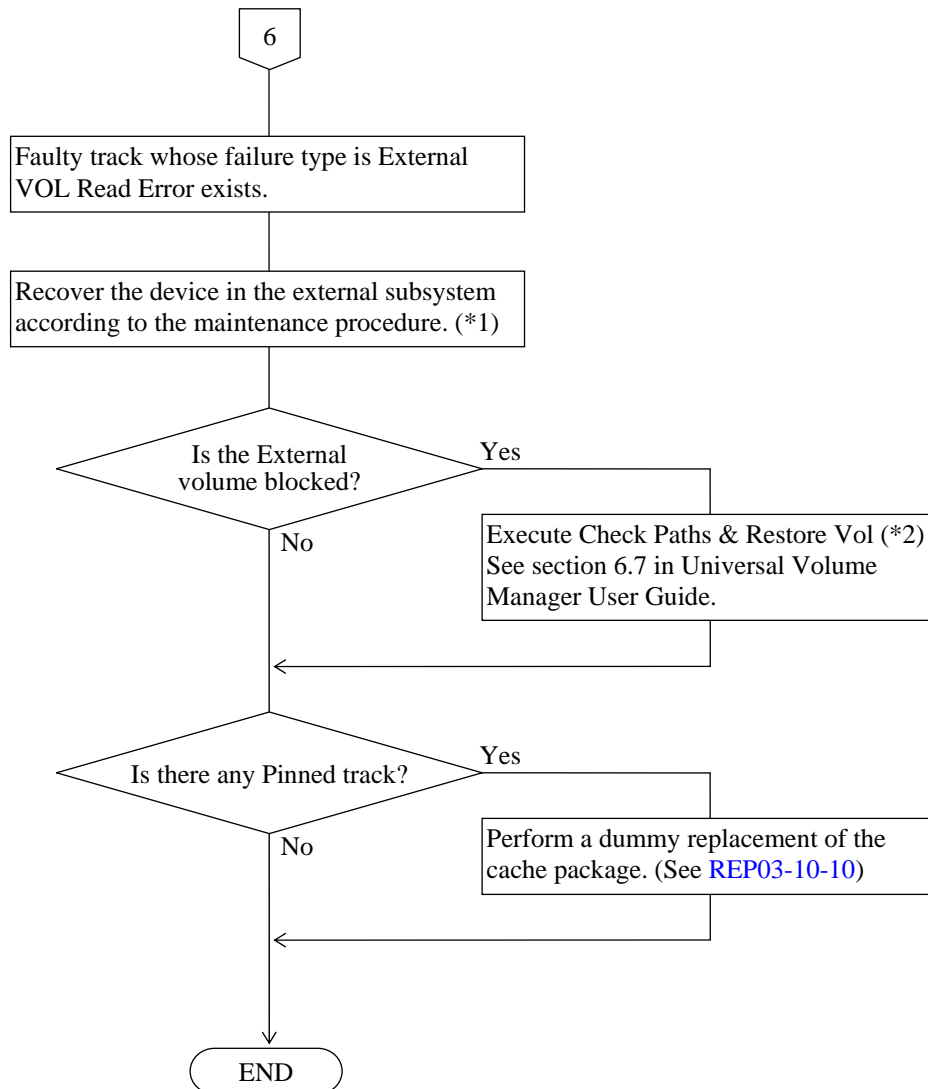 6
Faulty track whose failure type is External
VOL Read Error exists.
Recover the device in the external subsystem
according to the maintenance procedure. (*1)
Is the External
volume blocked?
Yes
No
Execute Check Paths & Restore Vol (*2)
See section 6.7 in Universal Volume
Manager User Guide.
Is there any Pinned track?
Yes
No
Perform a dummy replacement of the
cache package. (See REP03-10-10)
END